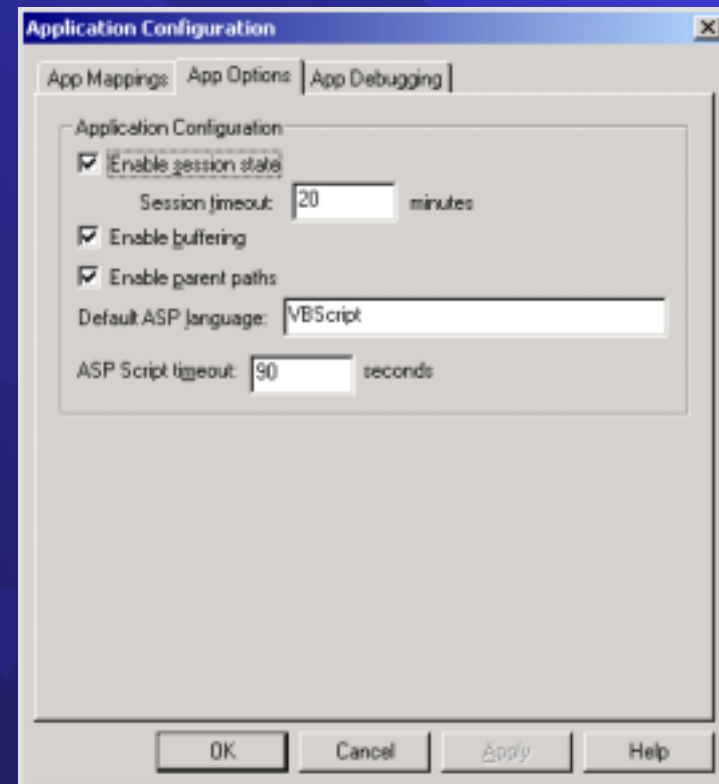 Application Configuration
App Mappings App Options App Debugging
Application Configuration
Enable session state
Session timeout: 20 minutes
Enable buffering
Enable parent paths
Default ASP language: VBScript
ASP Script timeout: 90 seconds
OK Cancel Apply Help